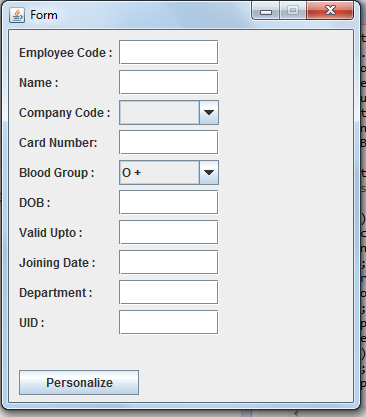 Form
Employee Code :
Name :
Company Code :
Card Number:
Blood Group : O +
DOB :
Valid Upto :
Joining Date :
Department :
UID :
Personalize